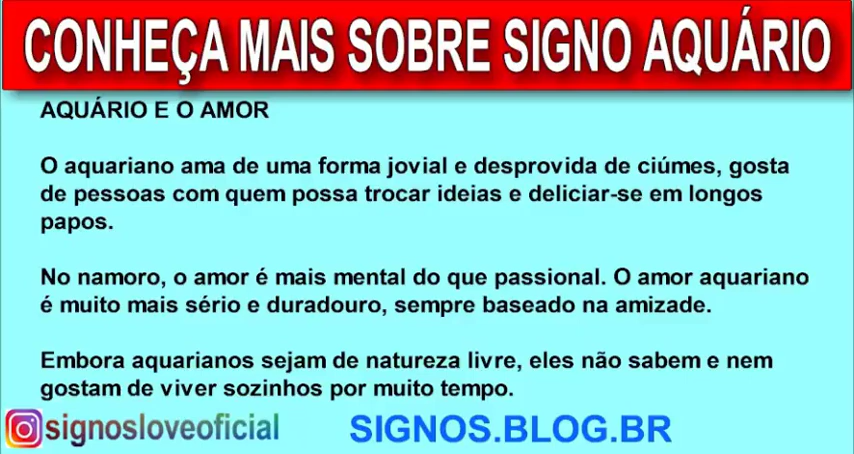 CONHEÇA MAIS SOBRE SIGNO AQUÁRIO
AQUÁRIO E O AMOR
O aquariano ama de uma forma jovial e desprovida de ciúmes, gosta
de pessoas com quem possa trocar ideias e deliciar-se em longos
papos.
No namoro, o amor é mais mental do que passional. O amor aquariano
é muito mais sério e duradouro, sempre baseado na amizade.
Embora aquarianos sejam de natureza livre, eles não sabem e nem
gostam de viver sozinhos por muito tempo.
signosloveoficial SIGNOS.BLOG.BR